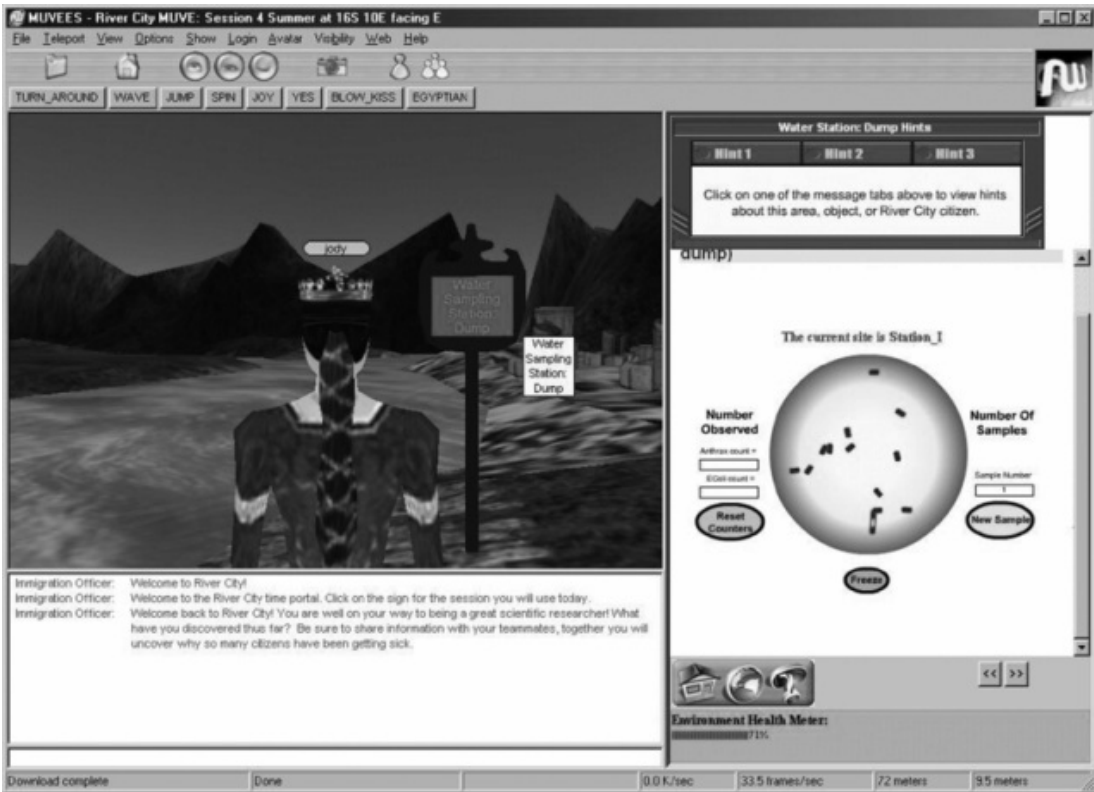 MUVEES - River City MUVE: Session 4 Summer at 16S 10E facing E
File Teleport View Options Show Login Avatar Visibility Web Help
TURN_AROUND WAVE JUMP SPIN JOY YES BLOW_KISS EGYPTIAN
jody
Water
Sampling
Station:
Dump
Water
Sampling
Station:
Dump
Immigration Officer: Welcome to River City!
Immigration Officer: Welcome to the River City time portal. Click on the sign for the session you will use today.
Immigration Officer: Welcome back to River City! You are well on your way to being a great scientific researcher! What
have you discovered thus far? Be sure to share information with your teammates, together you will
uncover why so many citizens have been getting sick.
Water Station: Dump Hints
Hint 1 Hint 2 Hint 3
Click on one of the message tabs above to view hints
about this area, object, or River City citizen.
dump)
The current site is Station_I
Number
Observed
Anthrax count =
EColi count =
Reset
Counters
Number Of
Samples
Sample Number
1
New Sample
Freeze
<< >>
Environment Health Meter:
71%
Download complete Done 0.0 K/sec 33.5 frames/sec 72 meters 9.5 meters